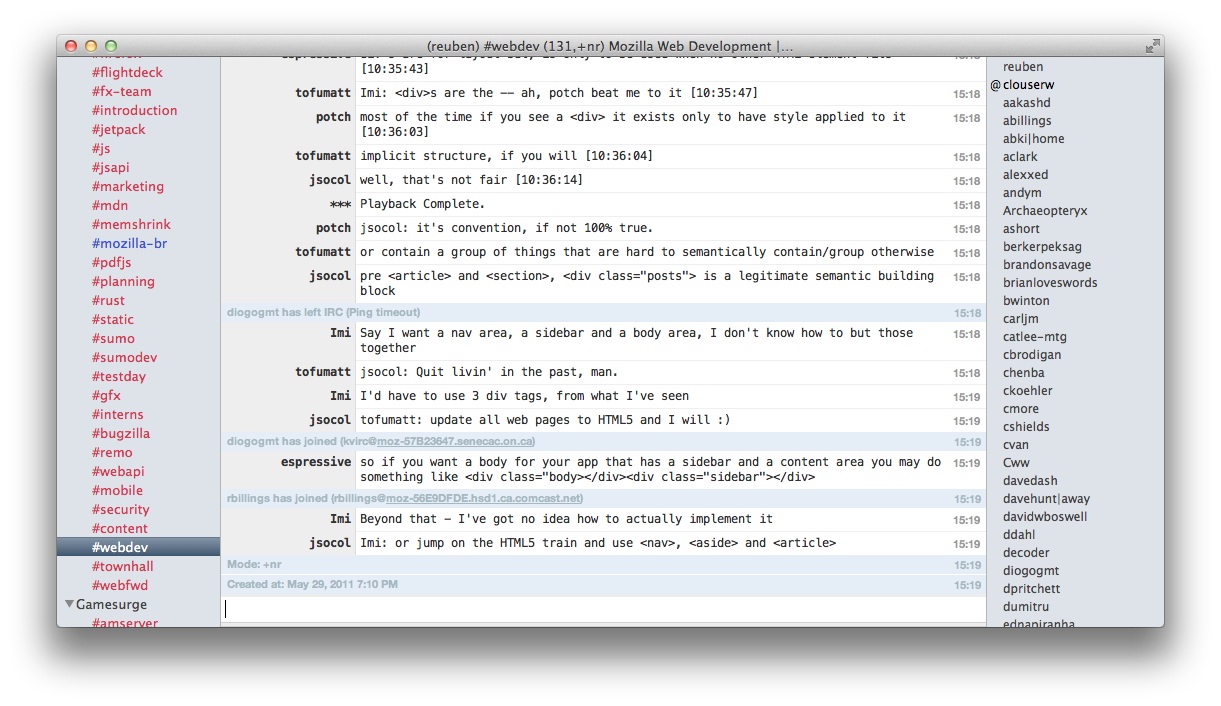 (reuben) #webdev (131,+nr) Mozilla Web Development |…
#flightdeck
#fx-team
#introduction
#jetpack
#js
#jsapi
#marketing
#mdn
#memshrink
#mozilla-br
#pdfjs
#planning
#rust
#static
#sumo
#sumodev
#testday
#gfx
#interns
#bugzilla
#remo
#webapi
#mobile
#security
#content
#webdev
#townhall
#webfwd
Gamesurge
#amserver
[10:35:43]
tofumatt Imi: <div>s are the —— ah, potch beat me to it [10:35:47] 15:18
potch most of the time if you see a <div> it exists only to have style applied to it 15:18
[10:36:03]
tofumatt implicit structure, if you will [10:36:04] 15:18
jsocol well, that's not fair [10:36:14] 15:18
*** Playback Complete. 15:18
potch jsocol: it's convention, if not 100% true. 15:18
tofumatt or contain a group of things that are hard to semantically contain/group otherwise 15:18
jsocol pre <article> and <section>, <div class="posts"> is a legitimate semantic building 15:18
block
diogogmt has left IRC (Ping timeout) 15:18
Imi Say I want a nav area, a sidebar and a body area, I don't know how to but those 15:18
together
tofumatt jsocol: Quit livin' in the past, man. 15:18
Imi I'd have to use 3 div tags, from what I've seen 15:19
jsocol tofumatt: update all web pages to HTML5 and I will :) 15:19
diogogmt has joined (kvirc@moz-57B23647.senecac.on.ca) 15:19
espressive so if you want a body for your app that has a sidebar and a content area you may do 15:19
something like <div class="body></div><div class="sidebar"></div>
rbillings has joined (rbillings@moz-56E9DFDE.hsd1.ca.comcast.net) 15:19
Imi Beyond that - I've got no idea how to actually implement it 15:19
jsocol Imi: or jump on the HTML5 train and use <nav>, <aside> and <article> 15:19
Mode: +nr 15:19
Created at: May 29, 2011 7:10 PM 15:19
reuben
@clouserw
aakashd
abillings
abki|home
aclark
alexxed
andym
Archaeopteryx
ashort
berkerpeksag
brandonsavage
brianloveswords
bwinton
carljm
catlee-mtg
cbrodigan
chenba
ckoehler
cmore
cshields
cvan
Cww
davedash
davehunt|away
davidwboswell
ddahl
decoder
diogogmt
dpritchett
dumitru
ednapiranha